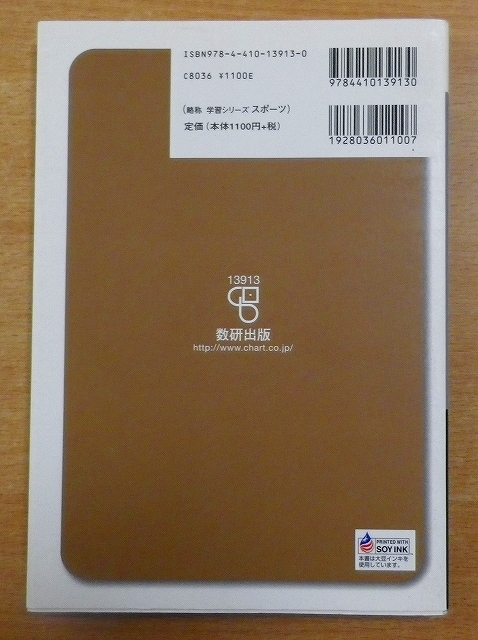 ISBN978-4-410-13913-0
C8036 ¥1100E
(略称 学習シリーズ スポーツ)
定価(本体1100円+税)
9784410139130
1928036011007
13913
数研出版
http://www.chart.co.jp/
PRINTED WITH
SOY INK
本書は大豆インキを
使用しています。